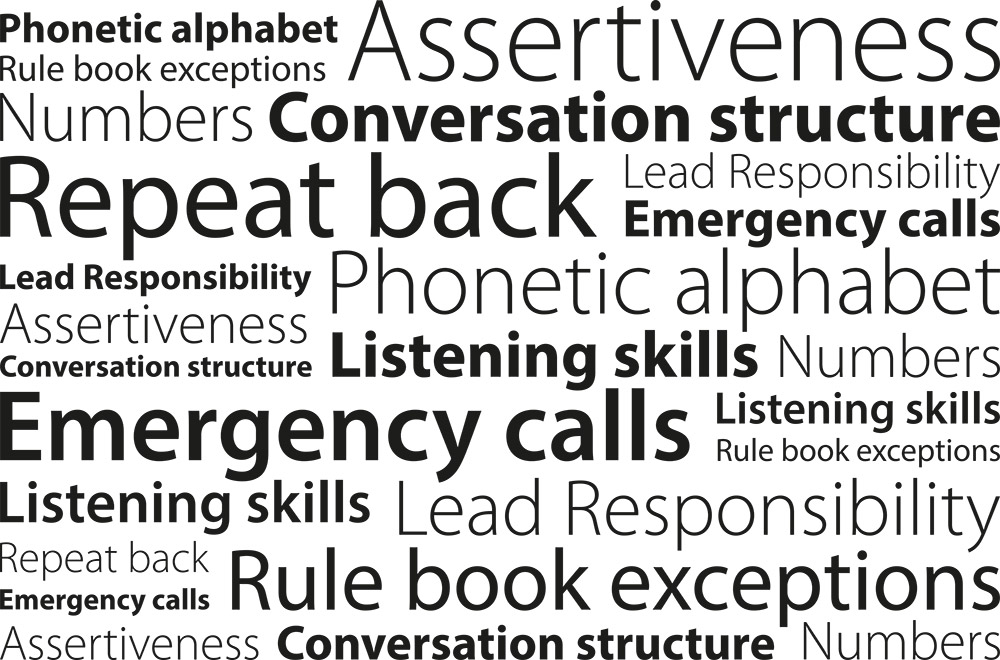 Phonetic alphabet
Assertiveness
Rule book exceptions
Numbers
Conversation structure
Repeat back
Lead Responsibility
Emergency calls
Lead Responsibility
Phonetic alphabet
Assertiveness
Conversation structure
Listening skills
Numbers
Emergency calls
Listening skills
Rule book exceptions
Listening skills
Lead Responsibility
Repeat back
Rule book exceptions
Emergency calls
Assertiveness
Conversation structure
Numbers